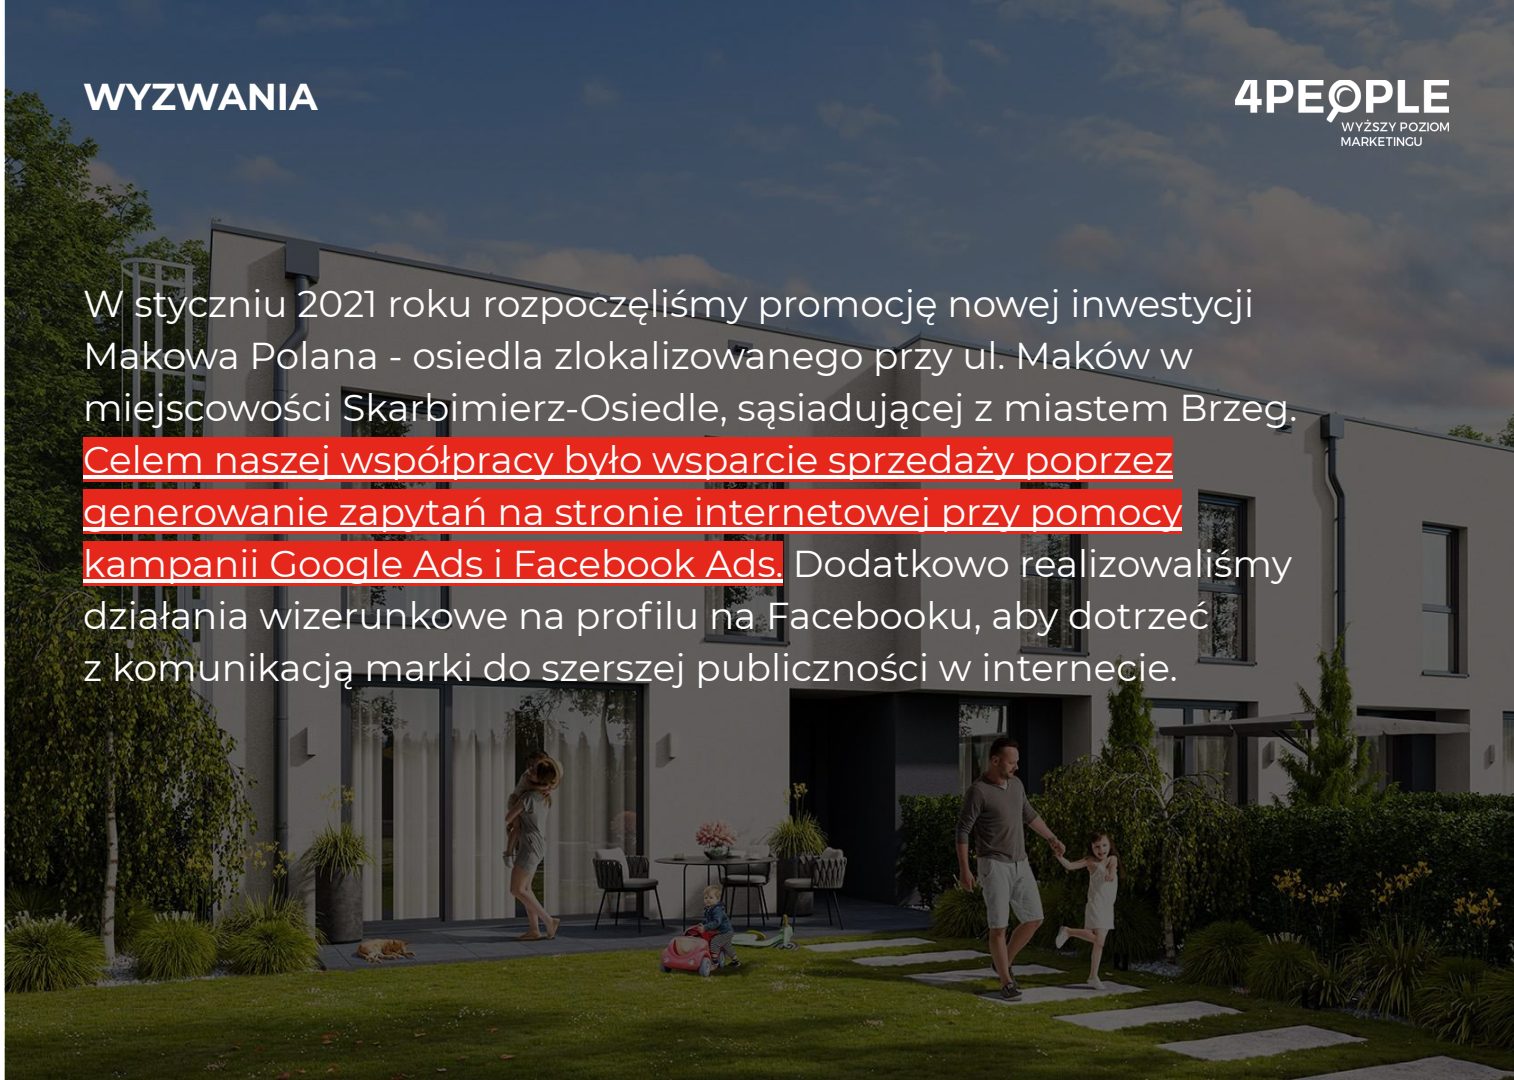 WYZWANIA
4PEOPLE
WYŻSZY POZIOM
MARKETINGU
W styczniu 2021 roku rozpoczęliśmy promocję nowej inwestycji
Makowa Polana - osiedla zlokalizowanego przy ul. Maków w
miejscowości Skarbimierz-Osiedle, sąsiadującej z miastem Brzeg.
Celem naszej współpracy było wsparcie sprzedaży poprzez
generowanie zapytań na stronie internetowej przy pomocy
kampanii Google Ads i Facebook Ads. Dodatkowo realizowaliśmy
działania wizerunkowe na profilu na Facebooku, aby dotrzeć
z komunikacją marki do szerszej publiczności w internecie.